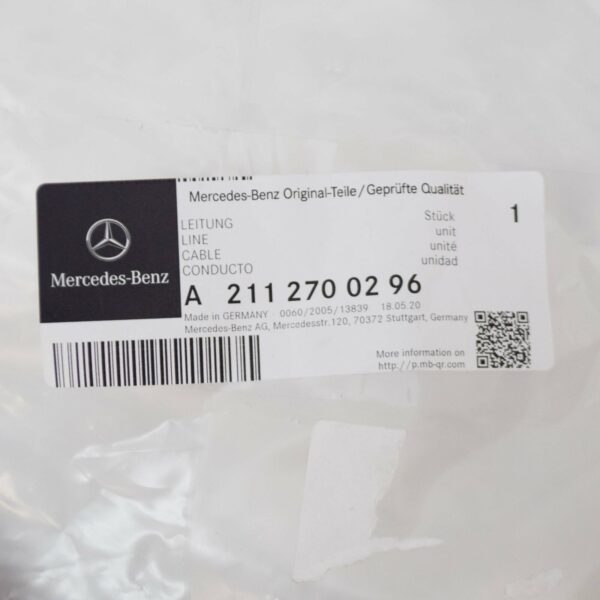 Mercedes-Benz Original-Teile/Geprüfte Qualität
Mercedes-Benz
LEITUNG
LINE
CABLE
CONDUCTO
Stück
unit
unité
unidad
1
A 211 270 02 96
Made in GERMANY · 0060/2005/13839 18.05.20
Mercedes-Benz AG, Mercedesstr.120, 70372 Stuttgart, Germany
More information on
http://p.mb-qr.com